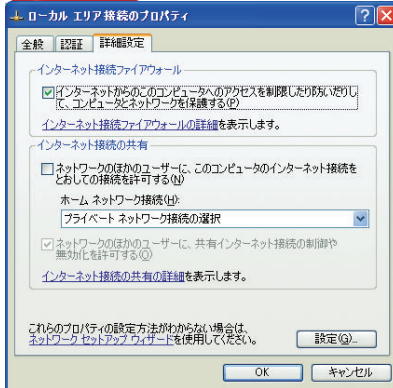 ローカル エリア接続のプロパティ
全般 認証 詳細設定
インターネット接続ファイアウォール
インターネットからのこのコンピュータへのアクセスを制限したり防いだりし
て、コンピュータとネットワークを保護する(P)
インターネット接続ファイアウォールの詳細を表示します。
インターネット接続の共有
ネットワークのほかのユーザーに、このコンピュータのインターネット接続を
とおしての接続を許可する(N)
ホーム ネットワーク接続(H):
プライベート ネットワーク接続の選択
ネットワークのほかのユーザーに、共有インターネット接続の制御や
無効化を許可する(O)
インターネット接続の共有の詳細を表示します。
これらのプロパティの設定方法がわからない場合は、
ネットワーク セットアップ ウィザードを使用してください。
設定(G)...
OK キャンセル